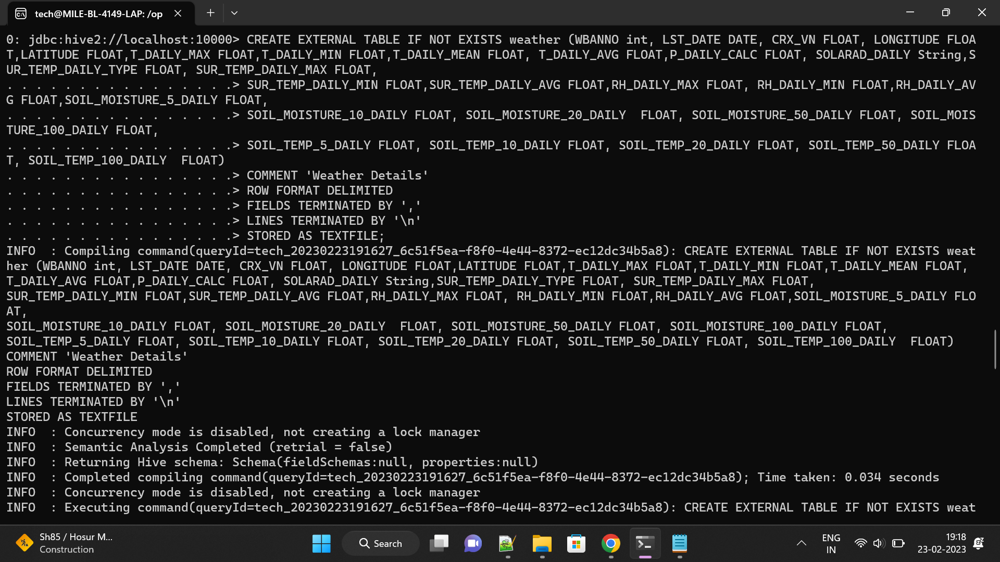 tech@MILE-BL-4149-LAP: /op
0: jdbc:hive2://localhost:10000> CREATE EXTERNAL TABLE IF NOT EXISTS weather (WBANNO int, LST_DATE DATE, CRX_VN FLOAT, LONGITUDE FLOA
T,LATITUDE FLOAT,T_DAILY_MAX FLOAT,T_DAILY_MIN FLOAT,T_DAILY_MEAN FLOAT, T_DAILY_AVG FLOAT,P_DAILY_CALC FLOAT, SOLARAD_DAILY String,S
UR_TEMP_DAILY_TYPE FLOAT, SUR_TEMP_DAILY_MAX FLOAT,
. . . . . . . . . . . . . . . .> SUR_TEMP_DAILY_MIN FLOAT,SUR_TEMP_DAILY_AVG FLOAT,RH_DAILY_MAX FLOAT, RH_DAILY_MIN FLOAT,RH_DAILY_AV
G FLOAT,SOIL_MOISTURE_5_DAILY FLOAT,
. . . . . . . . . . . . . . . .> SOIL_MOISTURE_10_DAILY FLOAT, SOIL_MOISTURE_20_DAILY  FLOAT, SOIL_MOISTURE_50_DAILY FLOAT, SOIL_MOIS
TURE_100_DAILY FLOAT,
. . . . . . . . . . . . . . . .> SOIL_TEMP_5_DAILY FLOAT, SOIL_TEMP_10_DAILY FLOAT, SOIL_TEMP_20_DAILY FLOAT, SOIL_TEMP_50_DAILY FLOA
T, SOIL_TEMP_100_DAILY  FLOAT)
. . . . . . . . . . . . . . . .> COMMENT 'Weather Details'
. . . . . . . . . . . . . . . .> ROW FORMAT DELIMITED
. . . . . . . . . . . . . . . .> FIELDS TERMINATED BY ','
. . . . . . . . . . . . . . . .> LINES TERMINATED BY '\n'
. . . . . . . . . . . . . . . .> STORED AS TEXTFILE;
INFO  : Compiling command(queryId=tech_20230223191627_6c51f5ea-f8f0-4e44-8372-ec12dc34b5a8): CREATE EXTERNAL TABLE IF NOT EXISTS weat
her (WBANNO int, LST_DATE DATE, CRX_VN FLOAT, LONGITUDE FLOAT,LATITUDE FLOAT,T_DAILY_MAX FLOAT,T_DAILY_MIN FLOAT,T_DAILY_MEAN FLOAT,
T_DAILY_AVG FLOAT,P_DAILY_CALC FLOAT, SOLARAD_DAILY String,SUR_TEMP_DAILY_TYPE FLOAT, SUR_TEMP_DAILY_MAX FLOAT,
SUR_TEMP_DAILY_MIN FLOAT,SUR_TEMP_DAILY_AVG FLOAT,RH_DAILY_MAX FLOAT, RH_DAILY_MIN FLOAT,RH_DAILY_AVG FLOAT,SOIL_MOISTURE_5_DAILY FLO
AT,
SOIL_MOISTURE_10_DAILY FLOAT, SOIL_MOISTURE_20_DAILY  FLOAT, SOIL_MOISTURE_50_DAILY FLOAT, SOIL_MOISTURE_100_DAILY FLOAT,
SOIL_TEMP_5_DAILY FLOAT, SOIL_TEMP_10_DAILY FLOAT, SOIL_TEMP_20_DAILY FLOAT, SOIL_TEMP_50_DAILY FLOAT, SOIL_TEMP_100_DAILY  FLOAT)
COMMENT 'Weather Details'
ROW FORMAT DELIMITED
FIELDS TERMINATED BY ','
LINES TERMINATED BY '\n'
STORED AS TEXTFILE
INFO  : Concurrency mode is disabled, not creating a lock manager
INFO  : Semantic Analysis Completed (retrial = false)
INFO  : Returning Hive schema: Schema(fieldSchemas:null, properties:null)
INFO  : Completed compiling command(queryId=tech_20230223191627_6c51f5ea-f8f0-4e44-8372-ec12dc34b5a8); Time taken: 0.034 seconds
INFO  : Concurrency mode is disabled, not creating a lock manager
INFO  : Executing command(queryId=tech_20230223191627_6c51f5ea-f8f0-4e44-8372-ec12dc34b5a8): CREATE EXTERNAL TABLE IF NOT EXISTS weat
Sh85 / Hosur M...
Construction
Search
ENG
IN
19:18
23-02-2023